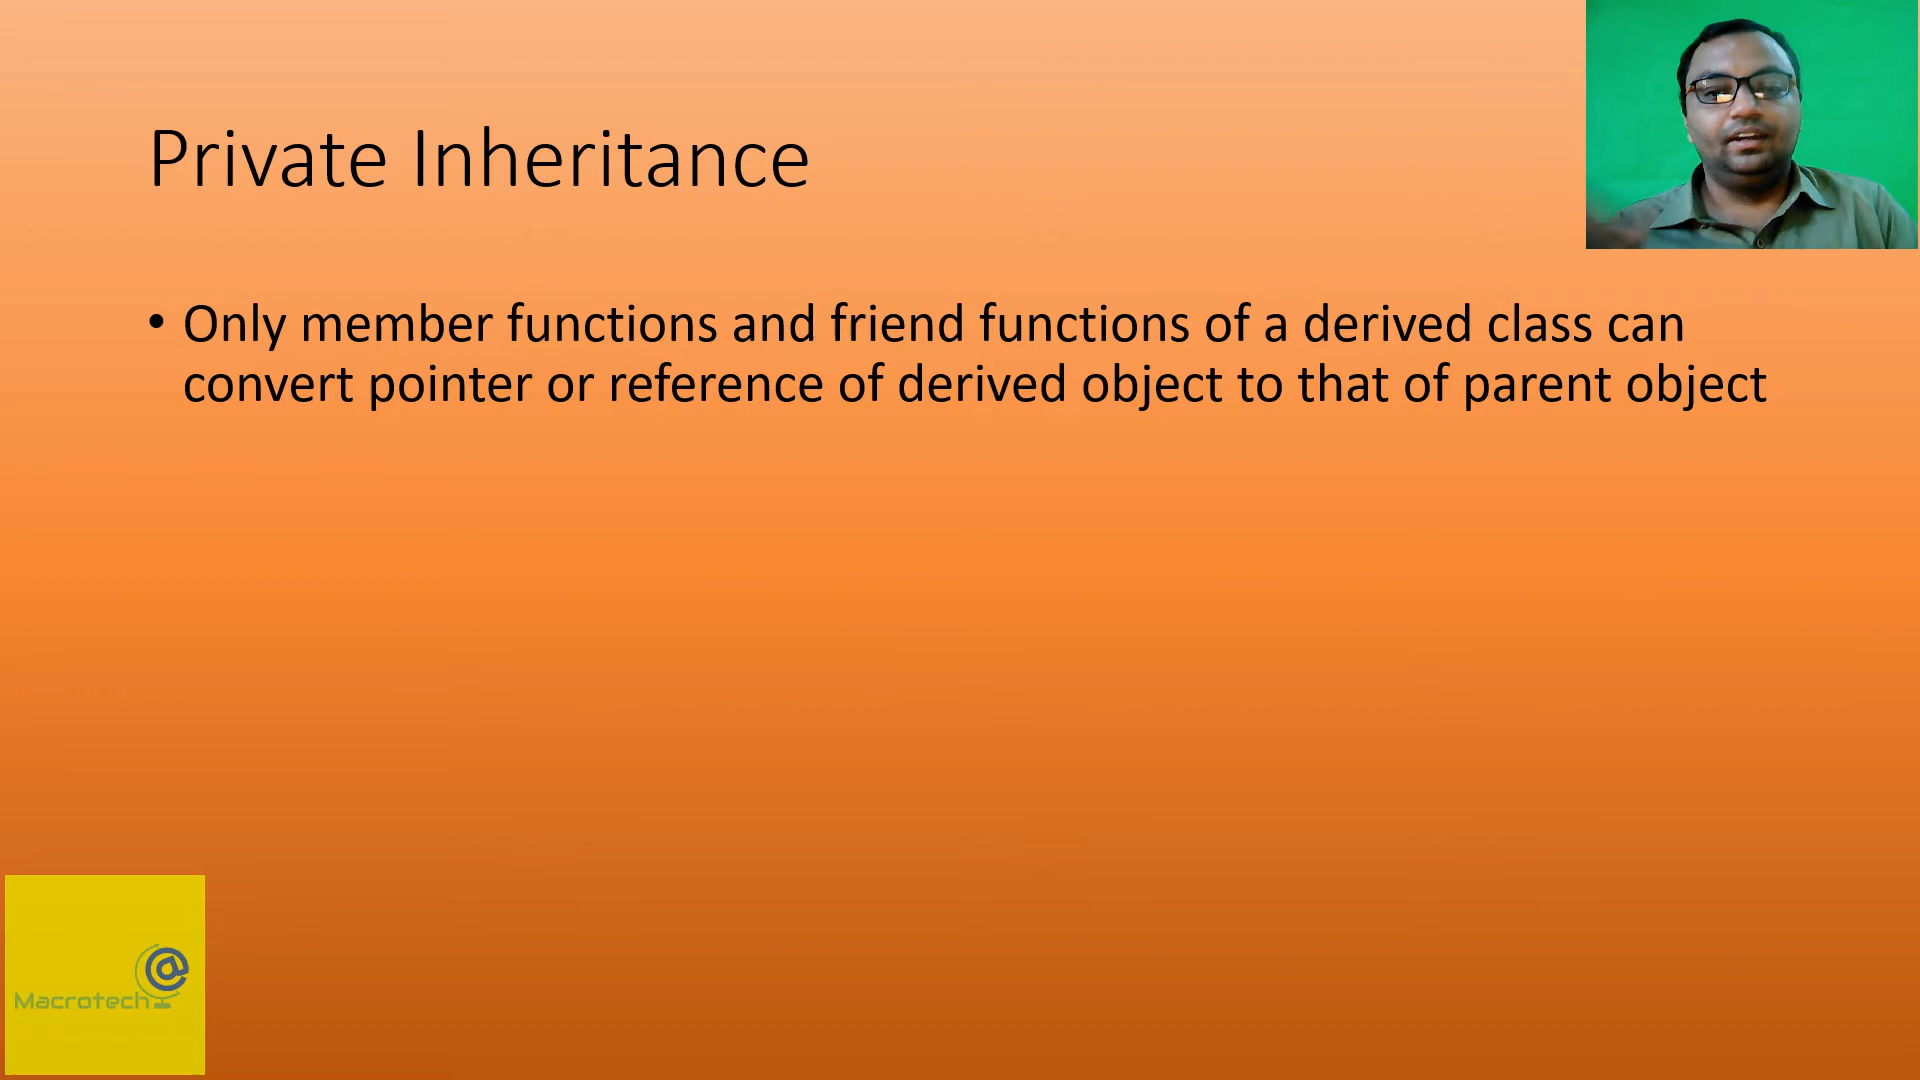 Private Inheritance
• Only member functions and friend functions of a derived class can
convert pointer or reference of derived object to that of parent object
Macrotech